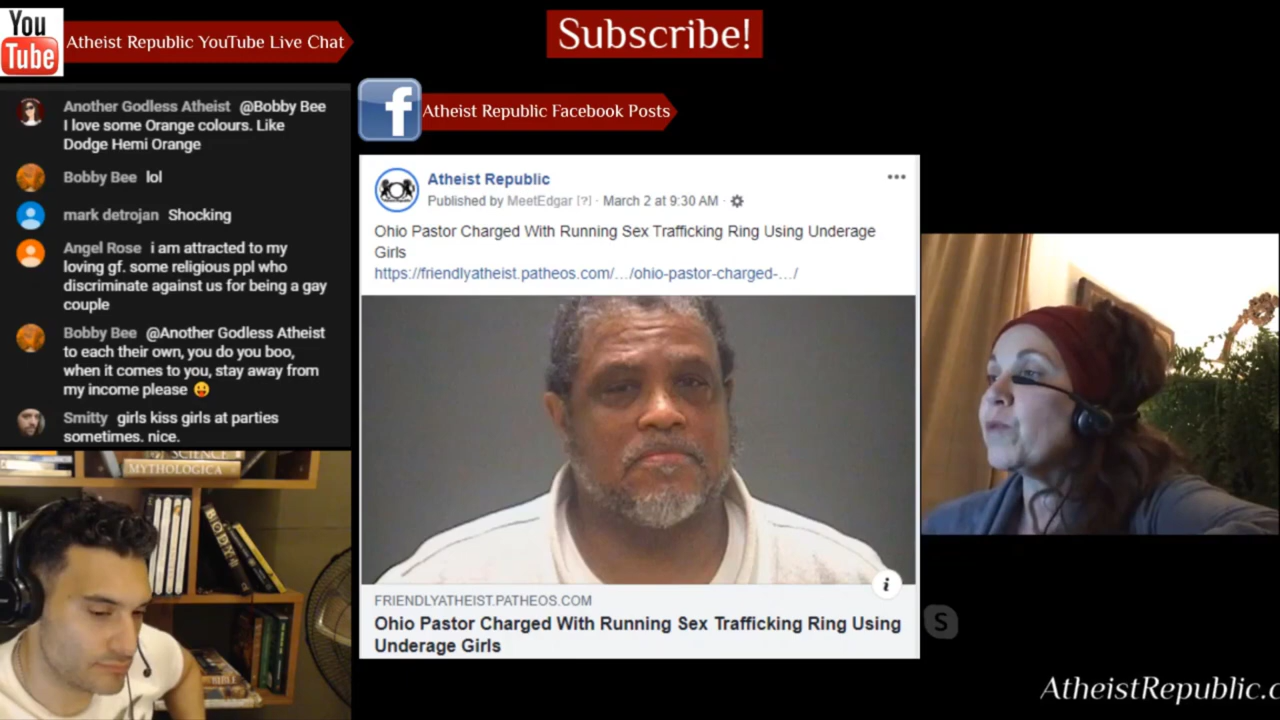 You
Tube
Atheist Republic YouTube Live Chat
Subscribe!
Atheist Republic Facebook Posts
Another Godless Atheist @Bobby Bee
I love some Orange colours. Like
Dodge Hemi Orange
Bobby Bee lol
mark detrojan Shocking
Angel Rose i am attracted to my
loving gf. some religious ppl who
discriminate against us for being a gay
couple
Bobby Bee @Another Godless Atheist
to each their own, you do you boo,
when it comes to you, stay away from
my income please 😛
Smitty girls kiss girls at parties
sometimes. nice.
f
Atheist Republic
Published by MeetEdgar [?] · March 2 at 9:30 AM ·
Ohio Pastor Charged With Running Sex Trafficking Ring Using Underage
Girls
https://friendlyatheist.patheos.com/…/ohio-pastor-charged-…/
i
FRIENDLYATHEIST.PATHEOS.COM
Ohio Pastor Charged With Running Sex Trafficking Ring Using
Underage Girls
SCIENCE
MYTHOLOGICA
BODY
S
AtheistRepublic.c